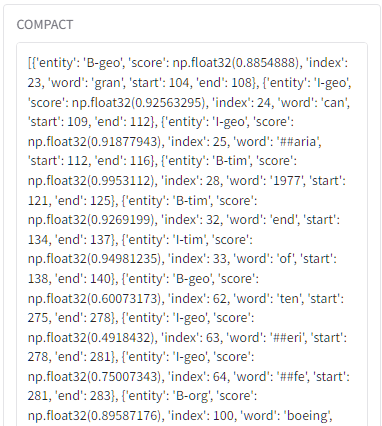 COMPACT
[{'entity': 'B-geo', 'score': np.float32(0.8854888), 'index':
23, 'word': 'gran', 'start': 104, 'end': 108}, {'entity': 'I-geo',
'score': np.float32(0.92563295), 'index': 24, 'word': 'can',
'start': 109, 'end': 112}, {'entity': 'I-geo', 'score':
np.float32(0.91877943), 'index': 25, 'word': '##aria',
'start': 112, 'end': 116}, {'entity': 'B-tim', 'score':
np.float32(0.9953112), 'index': 28, 'word': '1977', 'start':
121, 'end': 125}, {'entity': 'B-tim', 'score':
np.float32(0.9269199), 'index': 32, 'word': 'end', 'start':
134, 'end': 137}, {'entity': 'I-tim', 'score':
np.float32(0.94981235), 'index': 33, 'word': 'of', 'start':
138, 'end': 140}, {'entity': 'B-geo', 'score':
np.float32(0.60073173), 'index': 62, 'word': 'ten', 'start':
275, 'end': 278}, {'entity': 'I-geo', 'score':
np.float32(0.4918432), 'index': 63, 'word': '##eri', 'start':
278, 'end': 281}, {'entity': 'I-geo', 'score':
np.float32(0.75007343), 'index': 64, 'word': '##fe', 'start':
281, 'end': 283}, {'entity': 'B-org', 'score':
np.float32(0.89587176), 'index': 100, 'word': 'boeing',